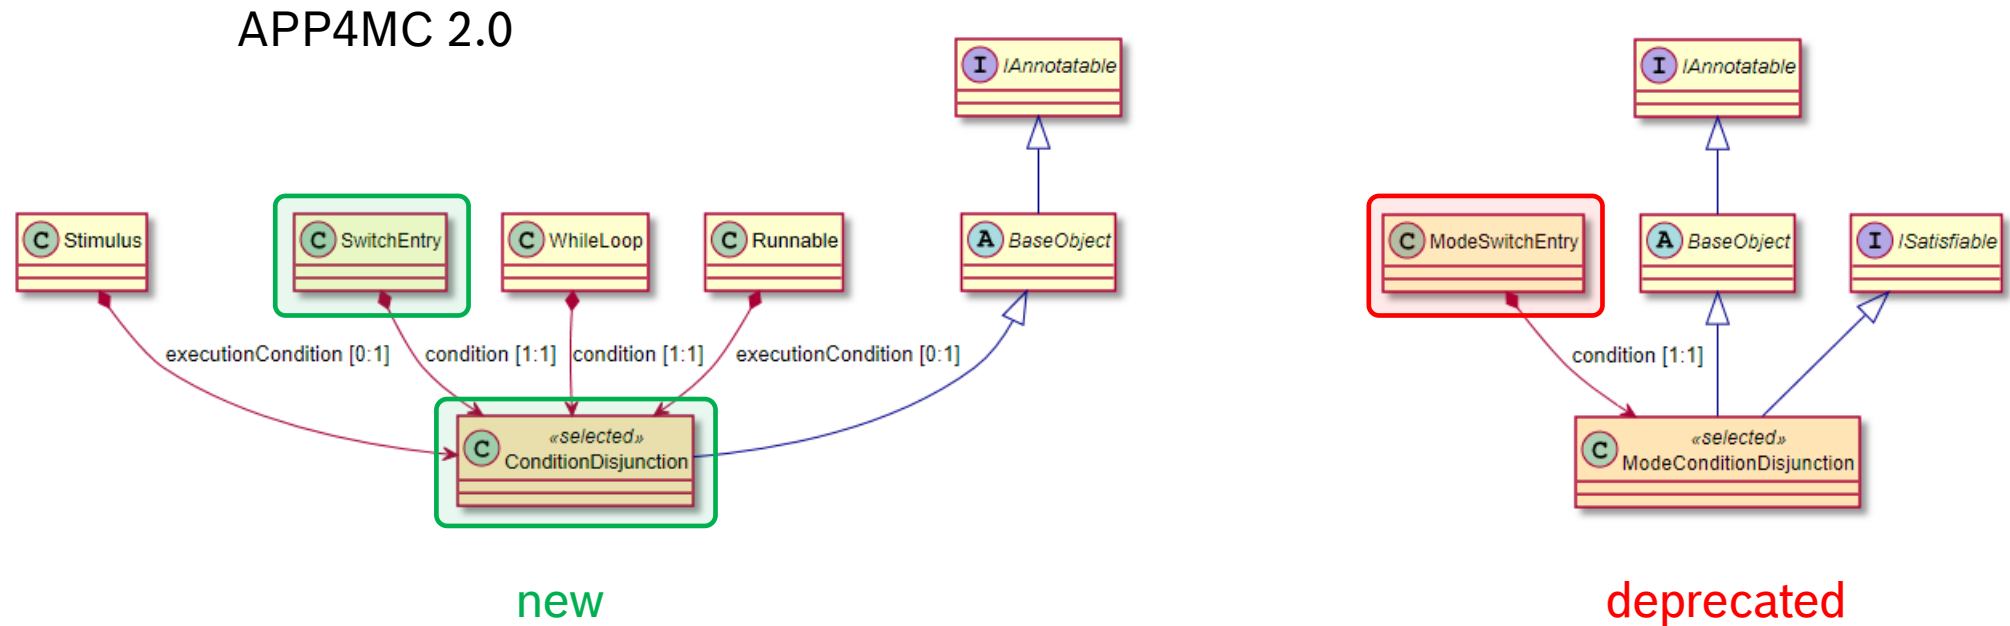 APP4MC 2.0
I IAnnotatable
I IAnnotatable
C Stimulus
C SwitchEntry
C WhileLoop
C Runnable
A BaseObject
C ModeSwitchEntry
A BaseObject
I ISatisfiable
executionCondition [0:1]
condition [1:1]
condition [1:1]
executionCondition [0:1]
condition [1:1]
«selected»
C ConditionDisjunction
«selected»
C ModeConditionDisjunction
new
deprecated